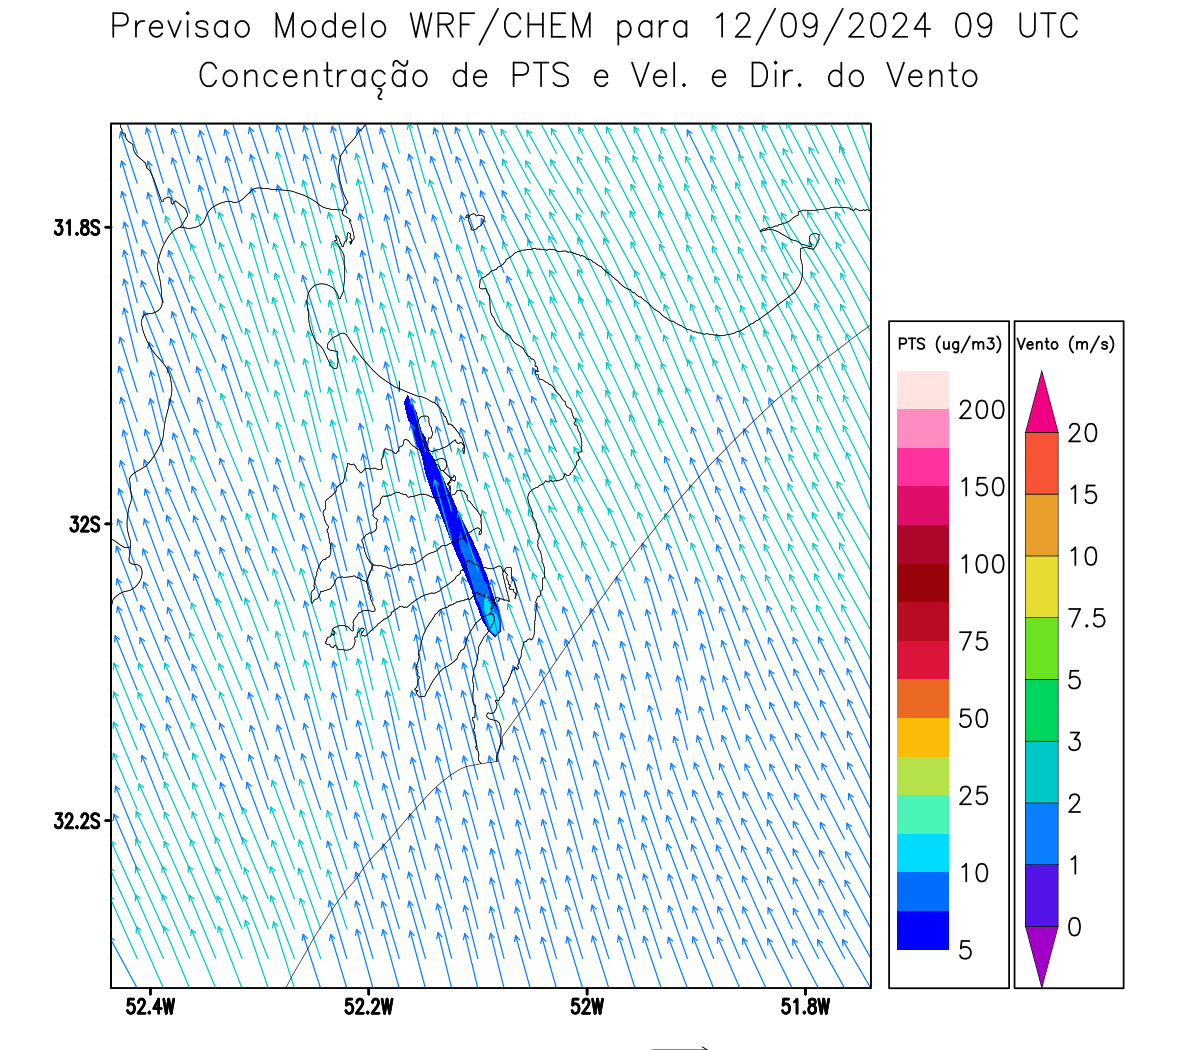 Previsao Modelo WRF/CHEM para 12/09/2024 09 UTC
Concentração de PTS e Vel. e Dir. do Vento
31.8S
32S
32.2S
52.4W 52.2W 52W 51.8W
PTS (ug/m3)
200
150
100
75
50
25
10
5
Vento (m/s)
20
15
10
7.5
5
3
2
1
0